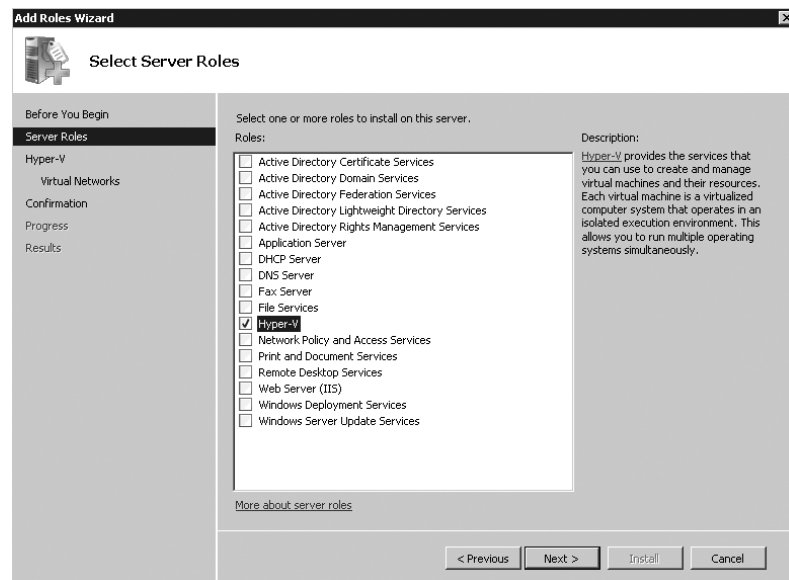 Add Roles Wizard
Select Server Roles
Before You Begin
Server Roles
Hyper-V
Virtual Networks
Confirmation
Progress
Results
Select one or more roles to install on this server.
Roles:
Active Directory Certificate Services
Active Directory Domain Services
Active Directory Federation Services
Active Directory Lightweight Directory Services
Active Directory Rights Management Services
Application Server
DHCP Server
DNS Server
Fax Server
File Services
Hyper-V
Network Policy and Access Services
Print and Document Services
Remote Desktop Services
Web Server (IIS)
Windows Deployment Services
Windows Server Update Services
More about server roles
Description:
Hyper-V provides the services that
you can use to create and manage
virtual machines and their resources.
Each virtual machine is a virtualized
computer system that operates in an
isolated execution environment. This
allows you to run multiple operating
systems simultaneously.
< Previous
Next >
Install
Cancel